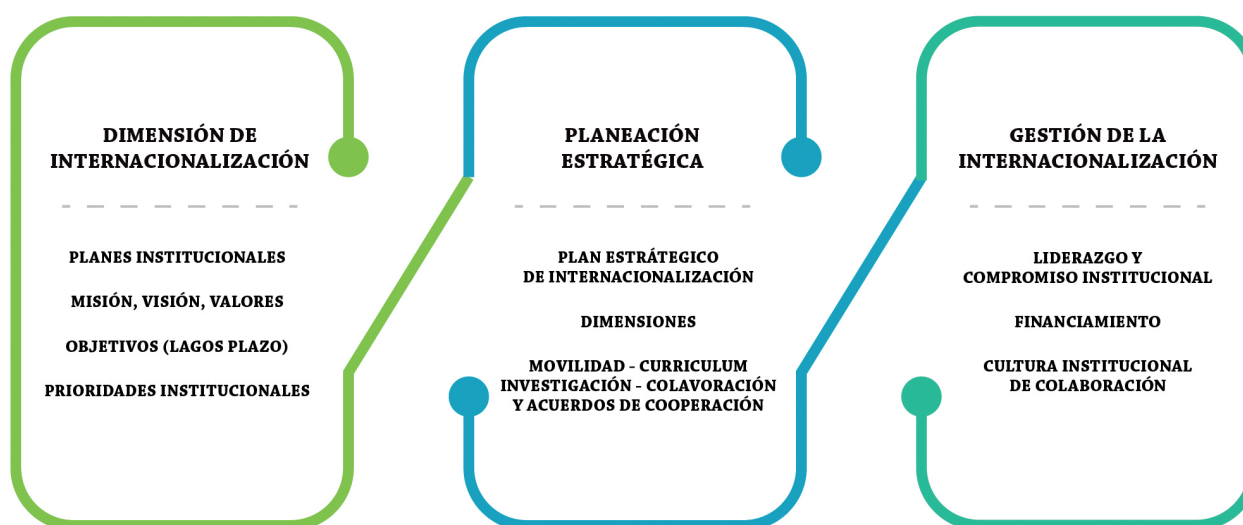 DIMENSIÓN DE
INTERNACIONALIZACIÓN
PLANES INSTITUCIONALES
MISIÓN, VISIÓN, VALORES
OBJETIVOS (LAGOS PLAZO)
PRIORIDADES INSTITUCIONALES
PLANEACIÓN
ESTRATÉGICA
PLAN ESTRÁTEGICO
DE INTERNACIONALIZACIÓN
DIMENSIONES
MOVILIDAD - CURRICULUM
INVESTIGACIÓN - COLAVORACIÓN
Y ACUERDOS DE COOPERACIÓN
GESTIÓN DE LA
INTERNACIONALIZACIÓN
LIDERAZGO Y
COMPROMISO INSTITUCIONAL
FINANCIAMIENTO
CULTURA INSTITUCIONAL
DE COLABORACIÓN